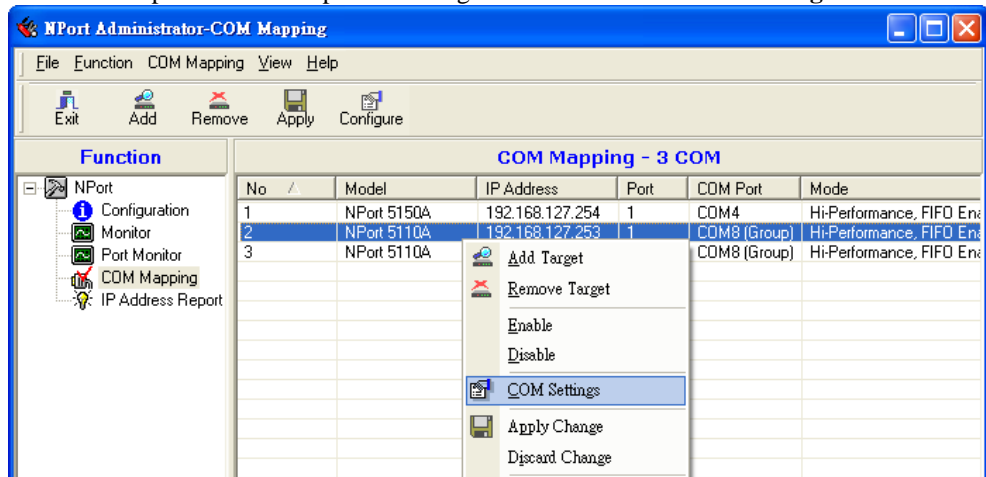 NPort Administrator-COM Mapping
File Function COM Mapping View Help
Exit Add Remove Apply Configure
Function
COM Mapping - 3 COM
NPort
Configuration
Monitor
Port Monitor
COM Mapping
IP Address Report
No Model IP Address Port COM Port Mode
1 NPort 5150A 192.168.127.254 1 COM4 Hi-Performance, FIFO Ena
2 NPort 5110A 192.168.127.253 1 COM8 (Group) Hi-Performance, FIFO Ena
3 NPort 5110A COM8 (Group) Hi-Performance, FIFO Ena
Add Target
Remove Target
Enable
Disable
COM Settings
Apply Change
Discard Change